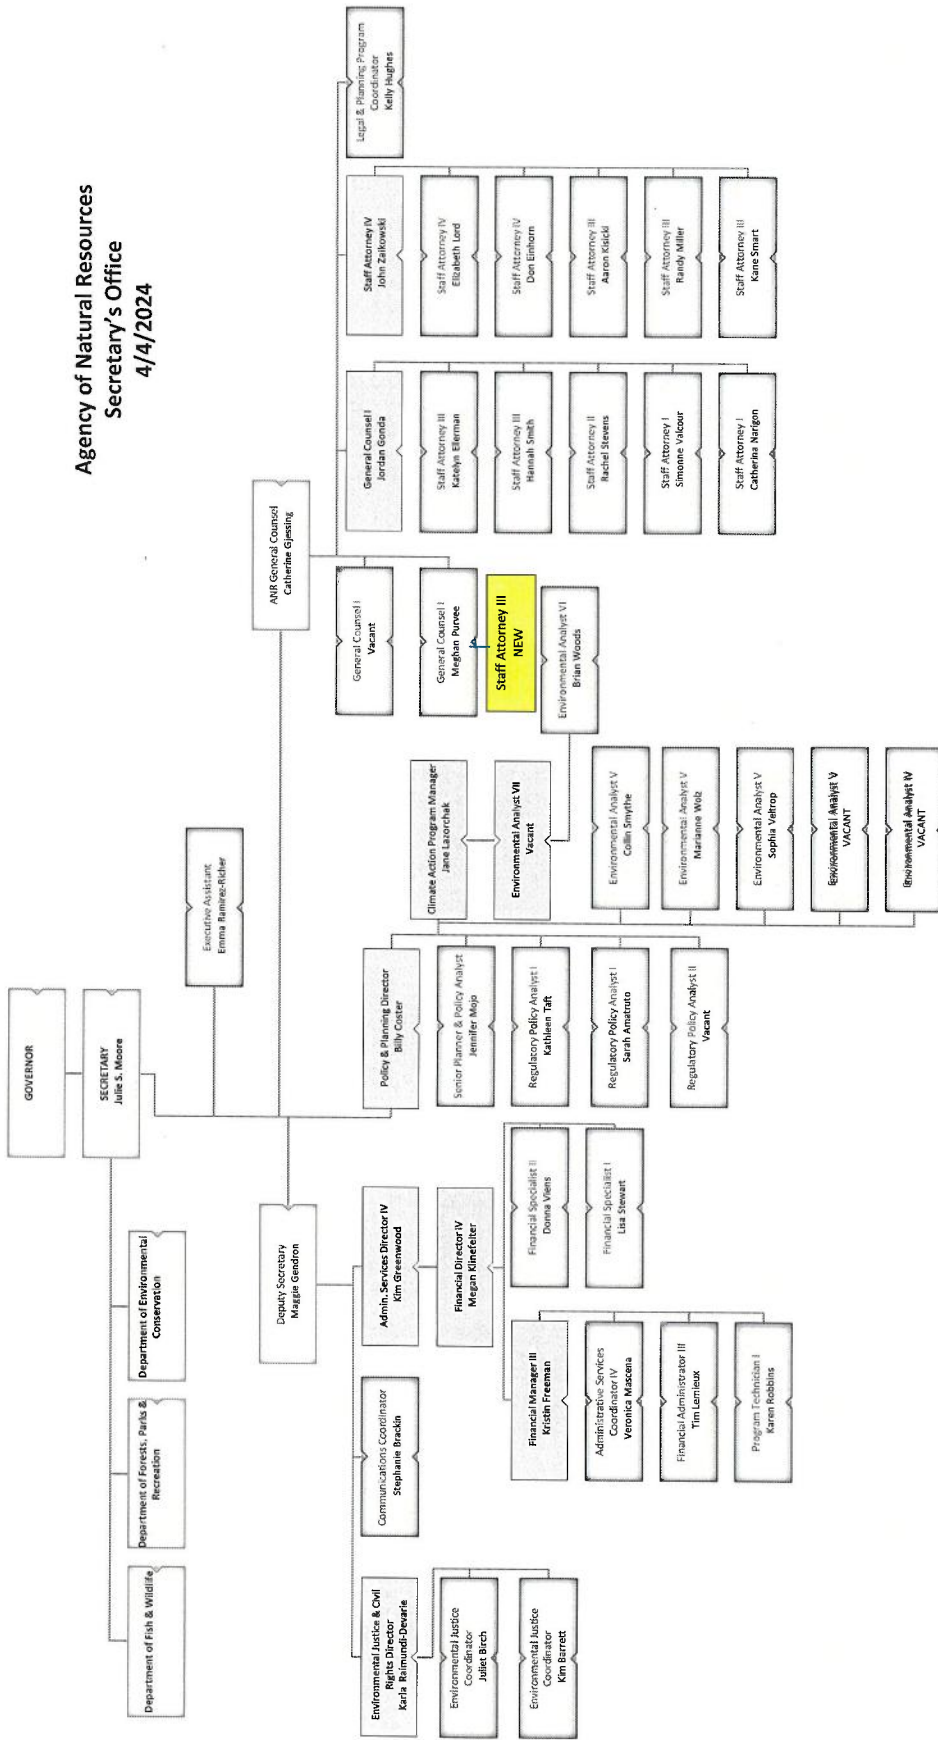 Agency of Natural Resources
Secretary's Office
4/4/2024
GOVERNOR
SECRETARY
Julie S. Moore
Department of Fish & Wildlife
Department of Forests, Parks &
Recreation
Department of Environmental
Conservation
Executive Assistant
Emma Ramirez-Richer
Deputy Secretary
Maggie Gendron
ANR General Counsel
Catherine Gjessing
Environmental Justice & Civil
Rights Director
Karla Raimundi-Devarie
Environmental Justice
Coordinator
Juliet Birch
Environmental Justice
Coordinator
Kim Barrett
Communications Coordinator
Stephanie Brackin
Admin. Services Director IV
Kim Greenwood
Financial Director IV
Megan Klinefelter
Financial Manager III
Kristin Freeman
Administrative Services
Coordinator IV
Veronica Mascena
Financial Administrator III
Tim Lemieux
Program Technician I
Karen Robbins
Financial Specialist II
Donna Viens
Financial Specialist I
Lisa Stewart
Policy & Planning Director
Billy Coster
Senior Planner & Policy Analyst
Jennifer Mojo
Regulatory Policy Analyst I
Kathleen Taft
Regulatory Policy Analyst I
Sarah Amatruto
Regulatory Policy Analyst II
Vacant
Climate Action Program Manager
Jane Lazorchak
Environmental Analyst VII
Vacant
Environmental Analyst V
Collin Smythe
Environmental Analyst V
Marianne Wolz
Environmental Analyst V
Sophia Veltrop
Environmental Analyst V
VACANT
Environmental Analyst IV
VACANT
Environmental Analyst VI
Brian Woods
General Counsel I
Vacant
General Counsel I
Meghan Purvee
Staff Attorney III
NEW
General Counsel I
Jordan Gonda
Staff Attorney III
Katelyn Ellerman
Staff Attorney III
Hannah Smith
Staff Attorney II
Rachel Stevens
Staff Attorney I
Simonne Valcour
Staff Attorney I
Catherina Narigon
Staff Attorney IV
John Zaikowski
Staff Attorney IV
Elizabeth Lord
Staff Attorney IV
Don Einhorn
Staff Attorney III
Aaron Kisicki
Staff Attorney III
Randy Miller
Staff Attorney III
Kane Smart
Legal & Planning Program
Coordinator
Kelly Hughes